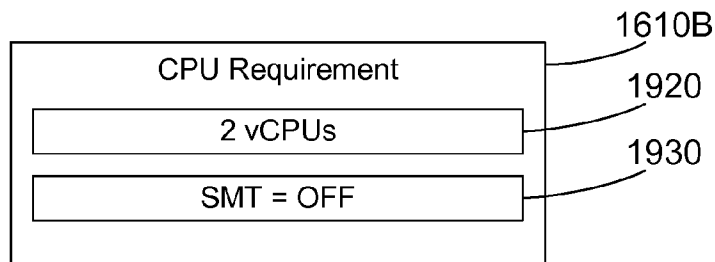 1610B
CPU Requirement
1920
2 vCPUs
1930
SMT = OFF